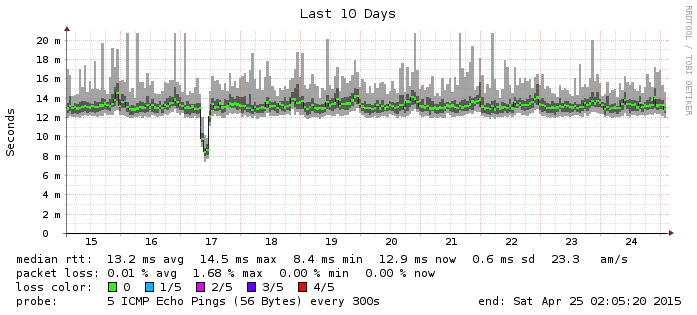 Last 10 Days
RRDTOOL / TOBI OETIKER
Seconds
20 m
18 m
16 m
14 m
12 m
10 m
8 m
6 m
4 m
2 m
0
15 16 17 18 19 20 21 22 23 24
median rtt: 13.2 ms avg 14.5 ms max 8.4 ms min 12.9 ms now 0.6 ms sd 23.3 am/s
packet loss: 0.01 % avg 1.68 % max 0.00 % min 0.00 % now
loss color: 0 1/5 2/5 3/5 4/5
probe: 5 ICMP Echo Pings (56 Bytes) every 300s end: Sat Apr 25 02:05:20 2015